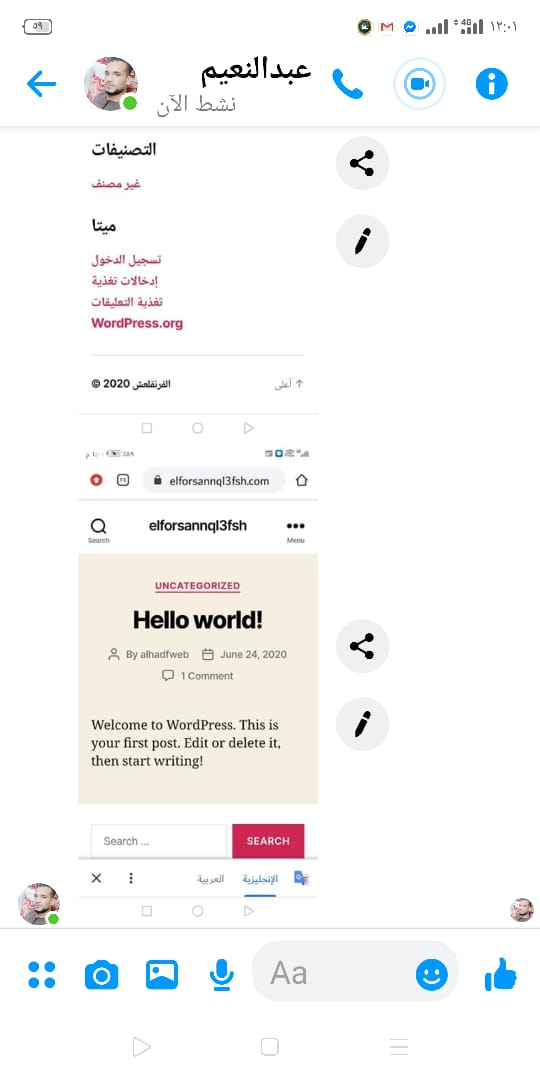 ٥٩
4G
١٢:٠١
عبدالنعيم
نشط الآن
التصنيفات
غير مصنف
ميتا
تسجيل الدخول
إدخالات تغذية
تغذية التعليقات
WordPress.org
© 2020 الفرنقلعش
أعلى ↑
elforsannql3fsh.com
Search
elforsannql3fsh
Menu
UNCATEGORIZED
Hello world!
By alhadfweb June 24, 2020
1 Comment
Welcome to WordPress. This is
your first post. Edit or delete it,
then start writing!
Search ...
SEARCH
العربية
الإنجليزية
Aa